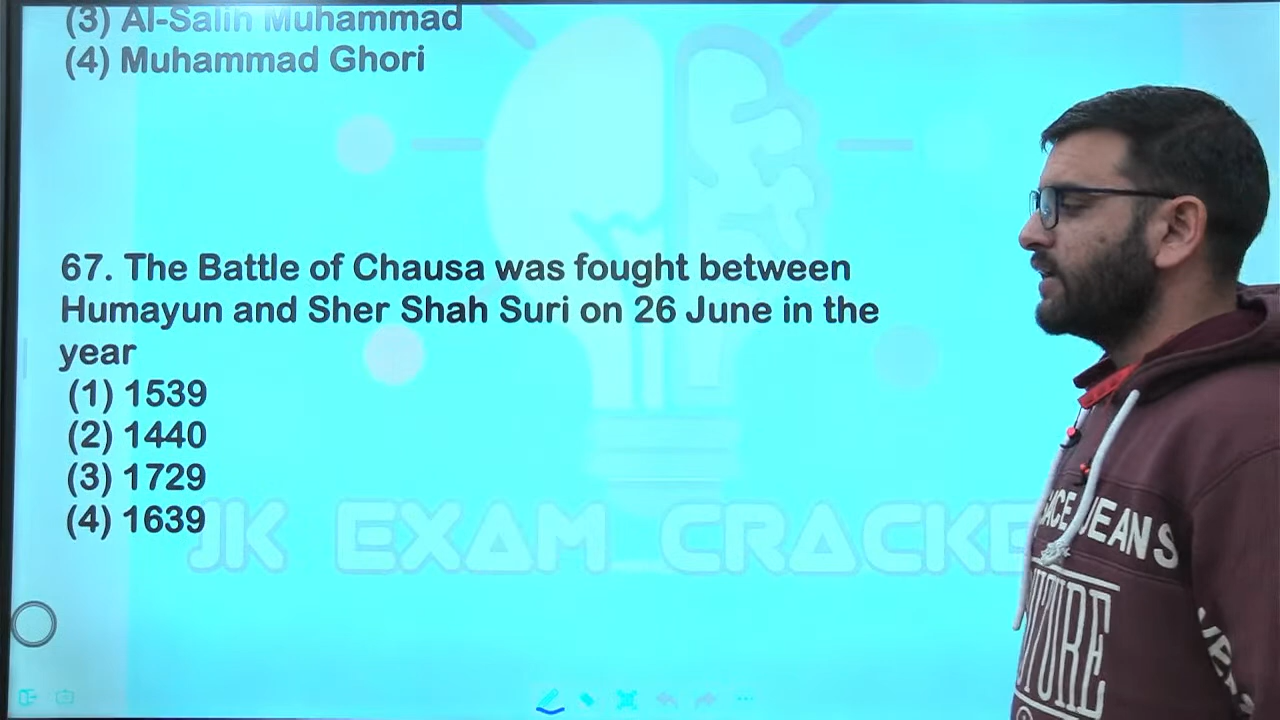 (3) Al-Salih Muhammad
(4) Muhammad Ghori
67. The Battle of Chausa was fought between
Humayun and Sher Shah Suri on 26 June in the
year
(1) 1539
(2) 1440
(3) 1729
(4) 1639
JK EXAM CRACKE
JEANS